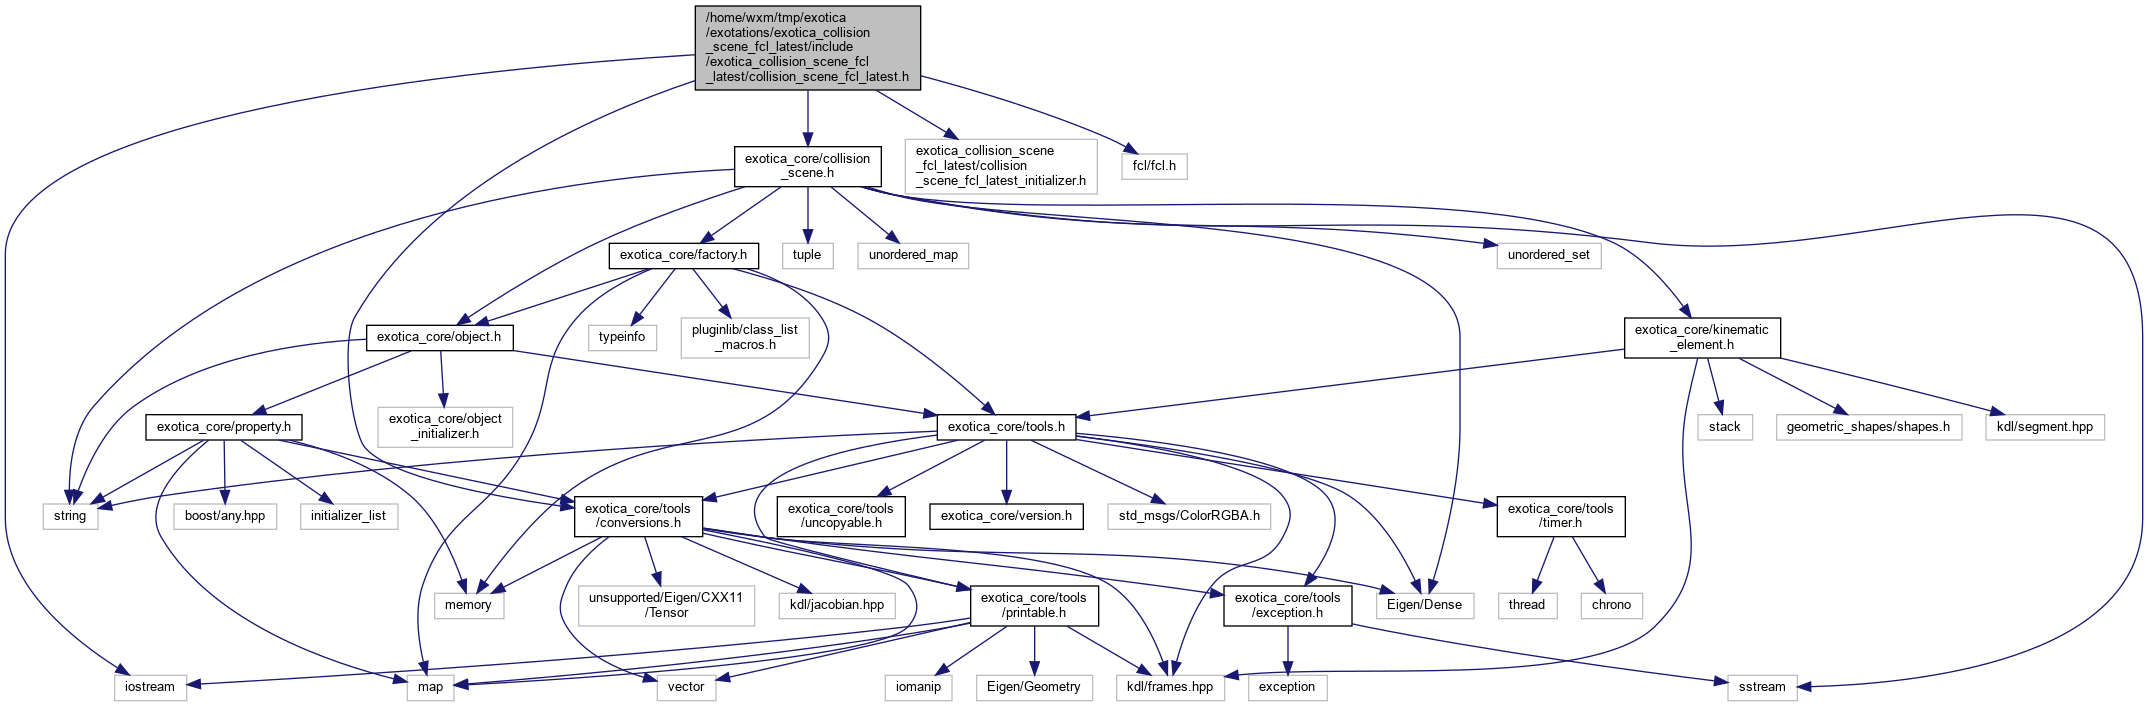 /home/wxm/tmp/exotica
/exotations/exotica_collision
_scene_fcl_latest/include
/exotica_collision_scene_fcl
_latest/collision_scene_fcl_latest.h
exotica_core/collision
_scene.h
exotica_collision_scene
_fcl_latest/collision
_scene_fcl_latest_initializer.h
fcl/fcl.h
exotica_core/factory.h
tuple
unordered_map
unordered_set
exotica_core/object.h
typeinfo
pluginlib/class_list
_macros.h
exotica_core/kinematic
_element.h
exotica_core/property.h
exotica_core/object
_initializer.h
exotica_core/tools.h
stack
geometric_shapes/shapes.h
kdl/segment.hpp
string
boost/any.hpp
initializer_list
exotica_core/tools
/conversions.h
exotica_core/tools
/uncopyable.h
exotica_core/version.h
std_msgs/ColorRGBA.h
exotica_core/tools
/timer.h
memory
unsupported/Eigen/CXX11
/Tensor
kdl/jacobian.hpp
exotica_core/tools
/printable.h
exotica_core/tools
/exception.h
Eigen/Dense
thread
chrono
iostream
map
vector
iomanip
Eigen/Geometry
kdl/frames.hpp
exception
sstream